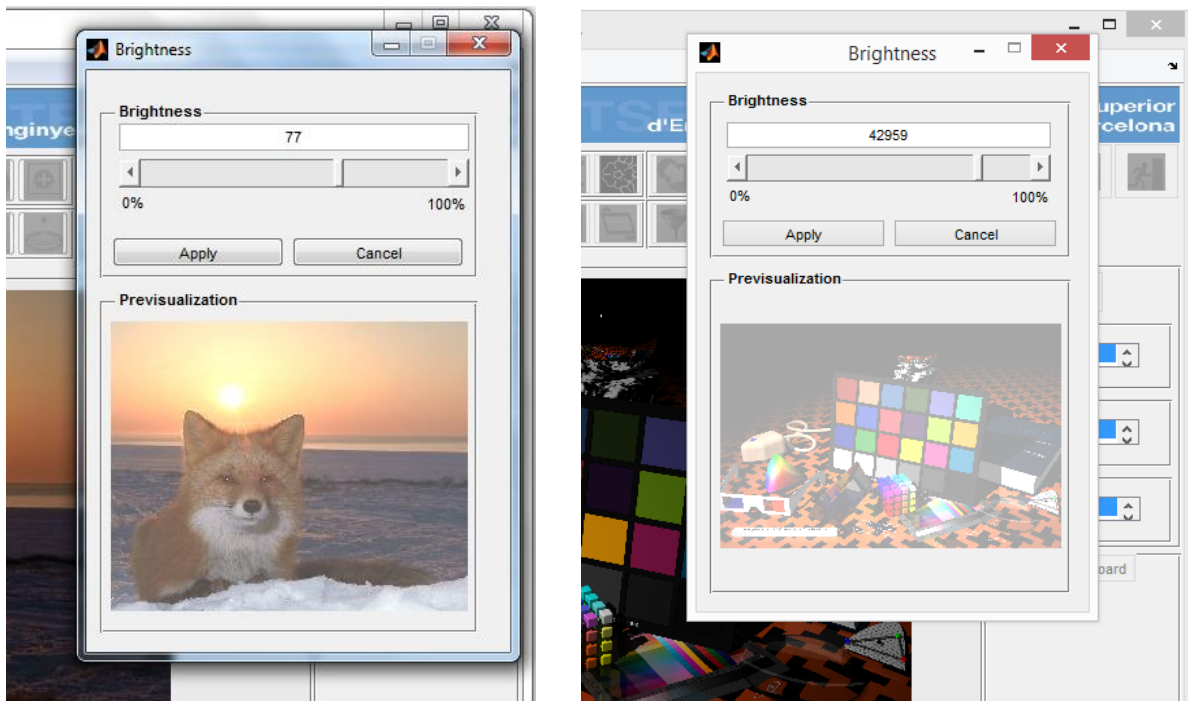 Brightness
Brightness
77
0%
100%
Apply
Cancel
Previsualization
nginye
Brightness
Brightness
42959
0%
100%
Apply
Cancel
Previsualization
TSE
d'E
uperior
rcelona
oard